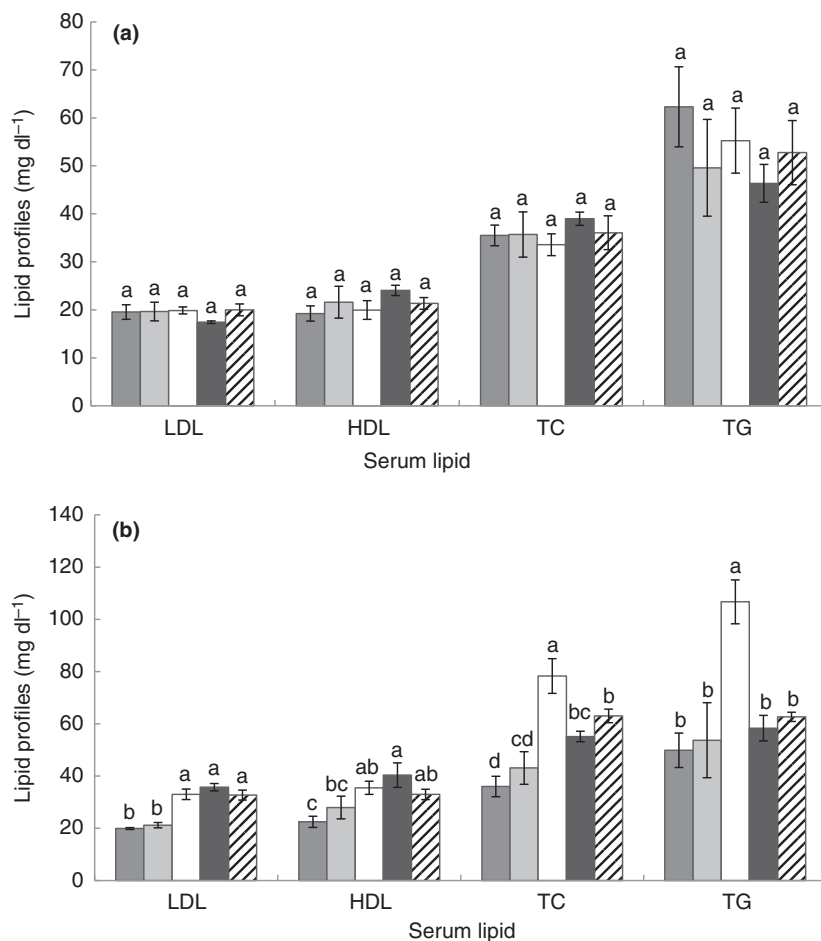 (a)
80
70
60
50
40
30
20
10
0
Lipid profiles (mg dl⁻¹)
a a a a a
a a a a a
a a a a a
a a a a a
LDL HDL TC TG
Serum lipid
(b)
140
120
100
80
60
40
20
0
Lipid profiles (mg dl⁻¹)
b b a a a
c bc ab a ab
d cd a bc b
b b a b b
LDL HDL TC TG
Serum lipid